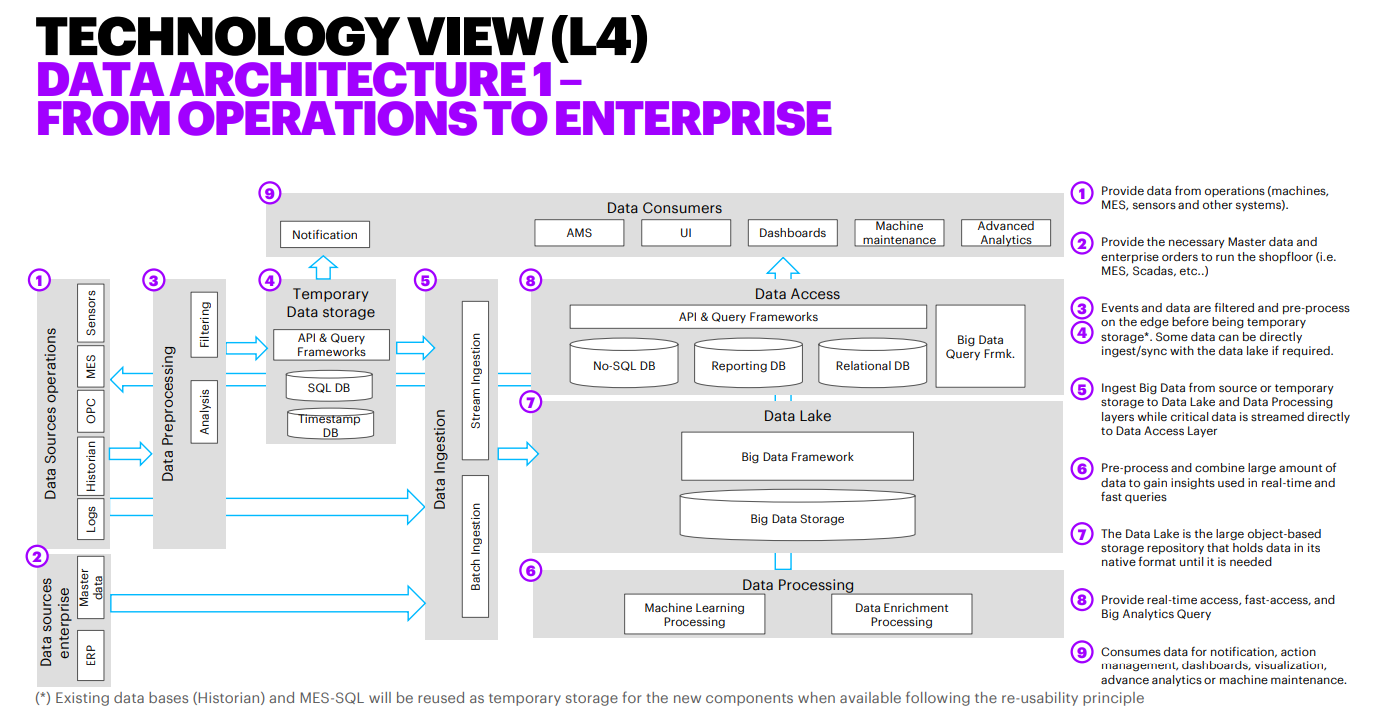 TECHNOLOGY VIEW (L4)
DATA ARCHITECTURE 1 –
FROM OPERATIONS TO ENTERPRISE
9
Data Consumers
Notification
AMS
UI
Dashboards
Machine
maintenance
Advanced
Analytics
1
Data Sources operations
Sensors
MES
OPC
Historian
Logs
2
Data sources
enterprise
Master
data
ERP
3
Data Preprocessing
Filtering
Analysis
4
Temporary
Data storage
API & Query
Frameworks
SQL DB
Timestamp
DB
5
Data Ingestion
Stream Ingestion
Batch Ingestion
8
Data Access
API & Query Frameworks
No-SQL DB
Reporting DB
Relational DB
Big Data
Query Frmk.
7
Data Lake
Big Data Framework
Big Data Storage
6
Data Processing
Machine Learning
Processing
Data Enrichment
Processing
1
Provide data from operations (machines,
MES, sensors and other systems).
2
Provide the necessary Master data and
enterprise orders to run the shopfloor (i.e.
MES, Scadas, etc..)
3
4
Events and data are filtered and pre-process
on the edge before being temporary
storage*. Some data can be directly
ingest/sync with the data lake if required.
5
Ingest Big Data from source or temporary
storage to Data Lake and Data Processing
layers while critical data is streamed directly
to Data Access Layer
6
Pre-process and combine large amount of
data to gain insights used in real-time and
fast queries
7
The Data Lake is the large object-based
storage repository that holds data in its
native format until it is needed
8
Provide real-time access, fast-access, and
Big Analytics Query
9
Consumes data for notification, action
management, dashboards, visualization,
advance analytics or machine maintenance.
(*) Existing data bases (Historian) and MES-SQL will be reused as temporary storage for the new components when available following the re-usability principle